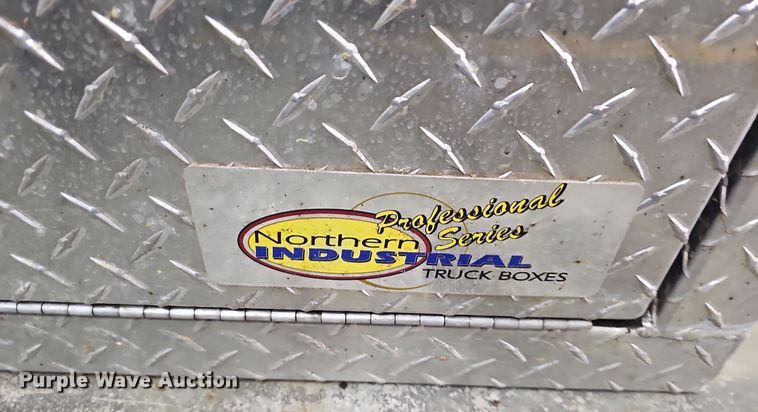 Professional
Series
Northern
INDUSTRIAL
TRUCK BOXES
Purple Wave Auction